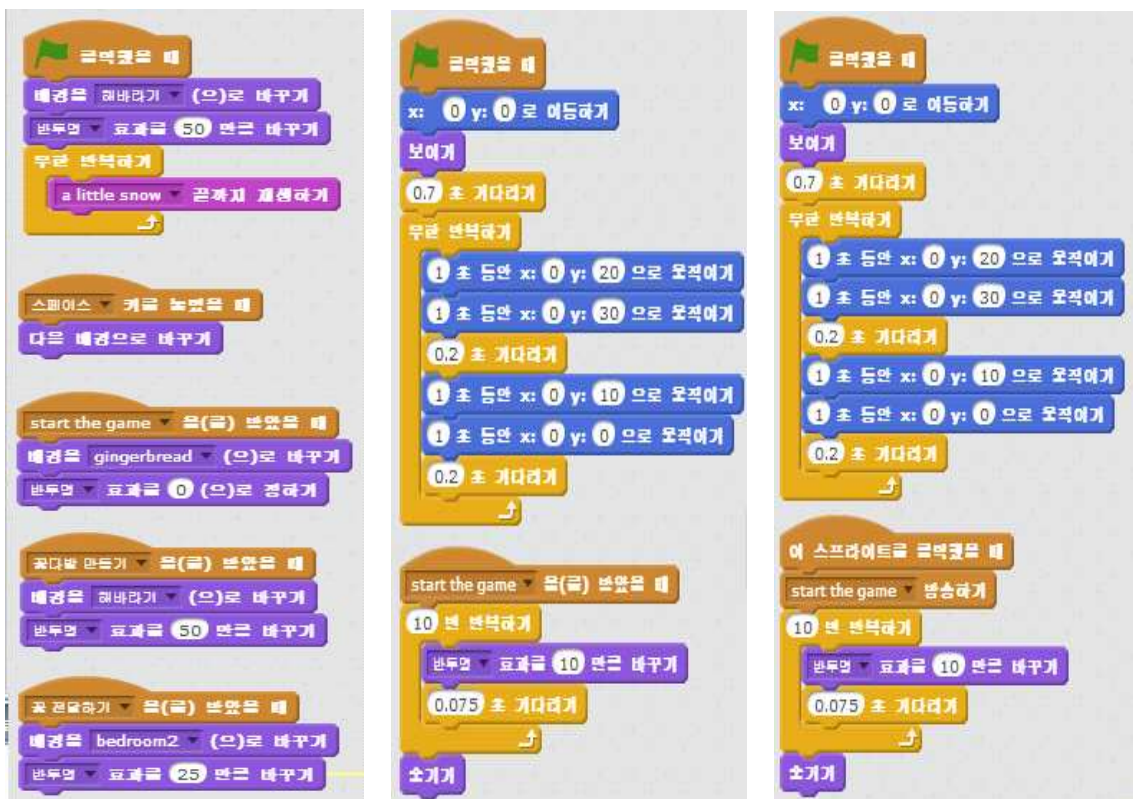 클릭했을 때
배경을 해바라기 (으)로 바꾸기
반투명 효과를 50 만큼 바꾸기
무한 반복하기
a little snow 끝까지 재생하기
스페이스 키를 눌렀을 때
다음 배경으로 바꾸기
start the game 을(를) 받았을 때
배경을 gingerbread (으)로 바꾸기
반투명 효과를 0 (으)로 정하기
꽃다발 만들기 을(를) 받았을 때
배경을 해바라기 (으)로 바꾸기
반투명 효과를 50 만큼 바꾸기
꽃 전달하기 을(를) 받았을 때
배경을 bedroom2 (으)로 바꾸기
반투명 효과를 25 만큼 바꾸기
클릭했을 때
x: 0 y: 0 로 이동하기
보이기
0.7 초 기다리기
무한 반복하기
1 초 동안 x: 0 y: 20 으로 움직이기
1 초 동안 x: 0 y: 30 으로 움직이기
0.2 초 기다리기
1 초 동안 x: 0 y: 10 으로 움직이기
1 초 동안 x: 0 y: 0 으로 움직이기
0.2 초 기다리기
start the game 을(를) 받았을 때
10 번 반복하기
반투명 효과를 10 만큼 바꾸기
0.075 초 기다리기
숨기기
클릭했을 때
x: 0 y: 0 로 이동하기
보이기
0.7 초 기다리기
무한 반복하기
1 초 동안 x: 0 y: 20 으로 움직이기
1 초 동안 x: 0 y: 30 으로 움직이기
0.2 초 기다리기
1 초 동안 x: 0 y: 10 으로 움직이기
1 초 동안 x: 0 y: 0 으로 움직이기
0.2 초 기다리기
이 스프라이트를 클릭했을 때
start the game 방송하기
10 번 반복하기
반투명 효과를 10 만큼 바꾸기
0.075 초 기다리기
숨기기